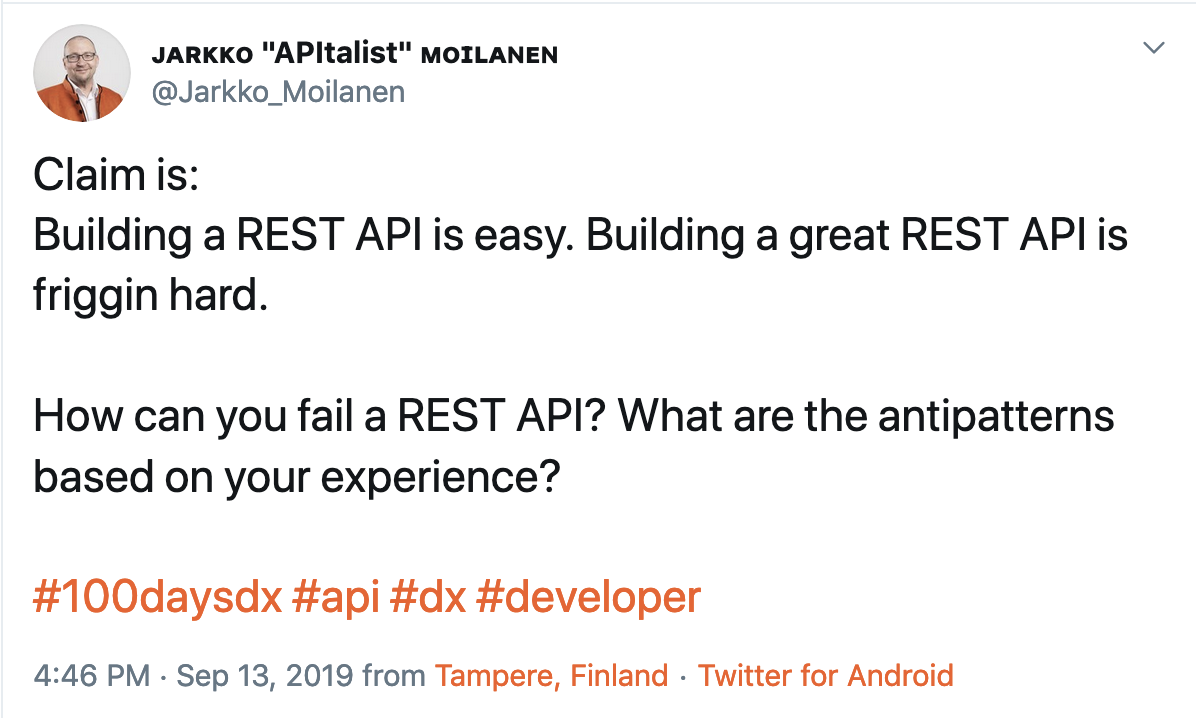 JARKKO "APItalist" MOILANEN
@Jarkko_Moilanen
Claim is:
Building a REST API is easy. Building a great REST API is
friggin hard.
How can you fail a REST API? What are the antipatterns
based on your experience?
#100daysdx #api #dx #developer
4:46 PM · Sep 13, 2019 from Tampere, Finland · Twitter for Android